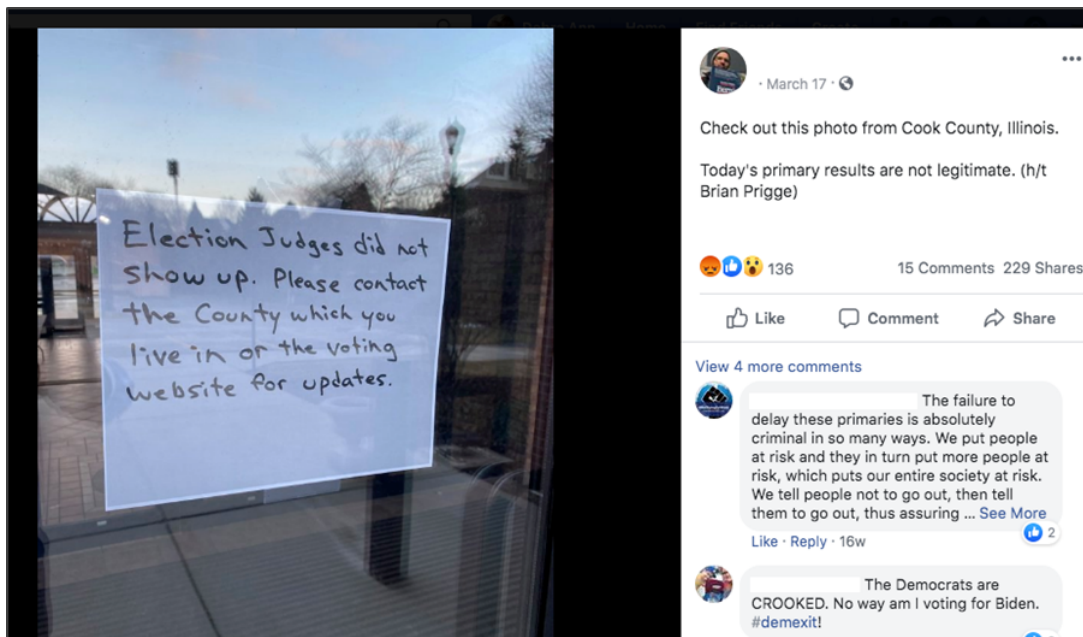 Election Judges did not
show up. Please contact
the County which you
live in or the voting
website for updates.
· March 17 ·
Check out this photo from Cook County, Illinois.
Today's primary results are not legitimate. (h/t
Brian Prigge)
136
15 Comments 229 Shares
Like Comment Share
View 4 more comments
The failure to
delay these primaries is absolutely
criminal in so many ways. We put people
at risk and they in turn put more people at
risk, which puts our entire society at risk.
We tell people not to go out, then tell
them to go out, thus assuring ... See More
2
Like · Reply · 16w
The Democrats are
CROOKED. No way am I voting for Biden.
#demexit!